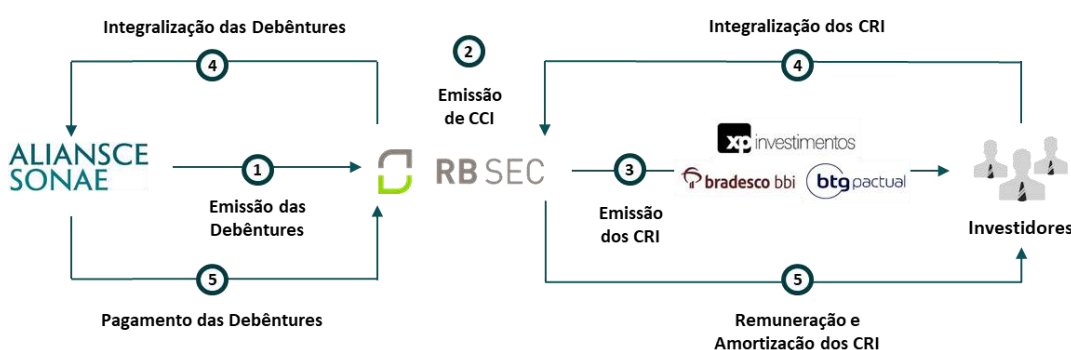 Integralização das Debêntures
4
2
Emissão
de CCI
Integralização dos CRI
4
ALIANSCE
SONAE
1
Emissão das
Debêntures
RB SEC
3
Emissão
dos CRI
xp investimentos
bradesco bbi
btg pactual
Investidores
5
Pagamento das Debêntures
5
Remuneração e
Amortização dos CRI